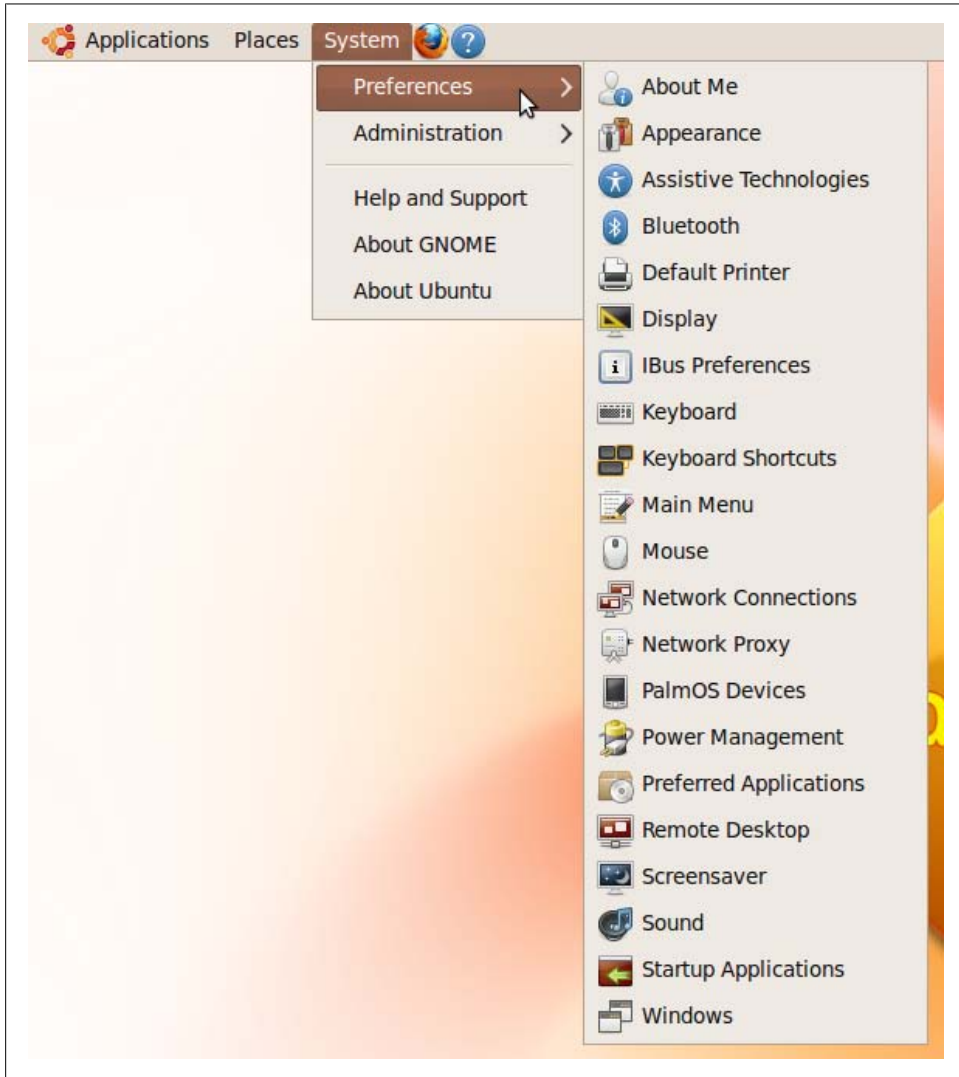 Applications Places System
Preferences
Administration
Help and Support
About GNOME
About Ubuntu
About Me
Appearance
Assistive Technologies
Bluetooth
Default Printer
Display
IBus Preferences
Keyboard
Keyboard Shortcuts
Main Menu
Mouse
Network Connections
Network Proxy
PalmOS Devices
Power Management
Preferred Applications
Remote Desktop
Screensaver
Sound
Startup Applications
Windows